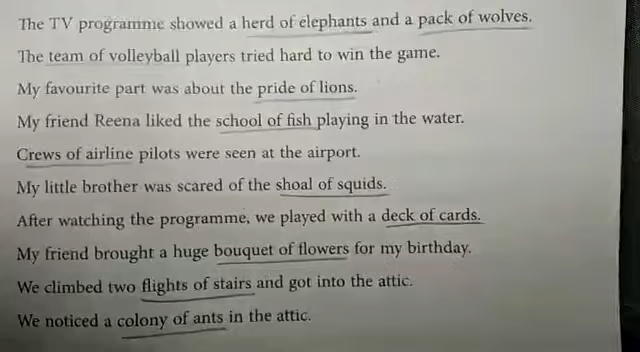 The TV programme showed a herd of elephants and a pack of wolves.
The team of volleyball players tried hard to win the game.
My favourite part was about the pride of lions.
My friend Reena liked the school of fish playing in the water.
Crews of airline pilots were seen at the airport.
My little brother was scared of the shoal of squids.
After watching the programme, we played with a deck of cards.
My friend brought a huge bouquet of flowers for my birthday.
We climbed two flights of stairs and got into the attic.
We noticed a colony of ants in the attic.